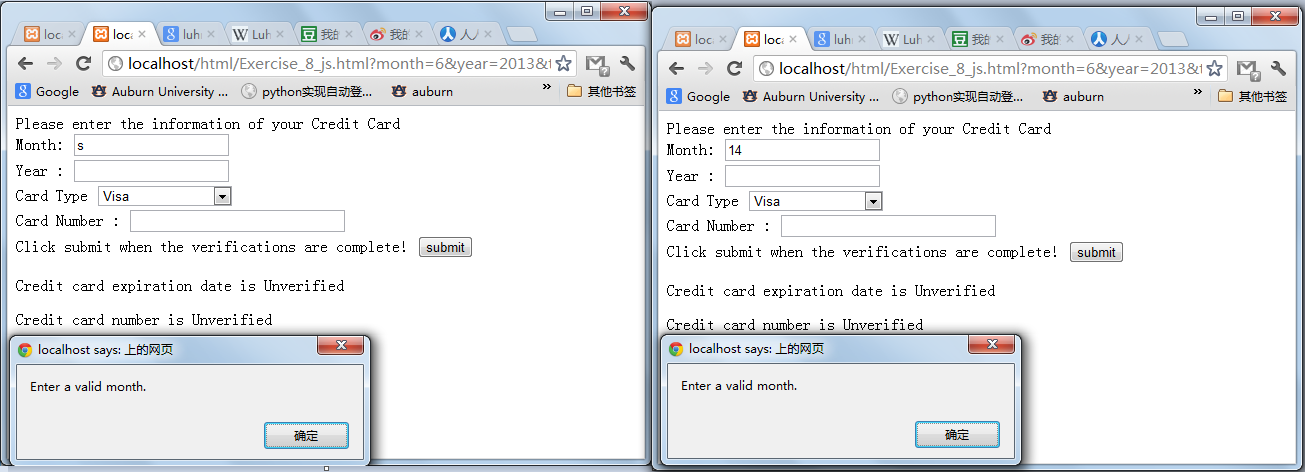 loc
loca
luhn
Luh
我的
我的
人人
localhost/html/Exercise_8_js.html?month=6&year=2013&t
Google
Auburn University ...
python实现自动登...
auburn
»
其他书签
Please enter the information of your Credit Card
Month: s
Year :
Card Type Visa
Card Number :
Click submit when the verifications are complete! submit
Credit card expiration date is Unverified
Credit card number is Unverified
localhost says: 上的网页
Enter a valid month.
确定
loc
loca
luhn
Luh
我的
我的
人人
localhost/html/Exercise_8_js.html?month=6&year=2013&t
Google
Auburn University ...
python实现自动登...
auburn
»
其他书签
Please enter the information of your Credit Card
Month: 14
Year :
Card Type Visa
Card Number :
Click submit when the verifications are complete! submit
Credit card expiration date is Unverified
Credit card number is Unverified
localhost says: 上的网页
Enter a valid month.
确定